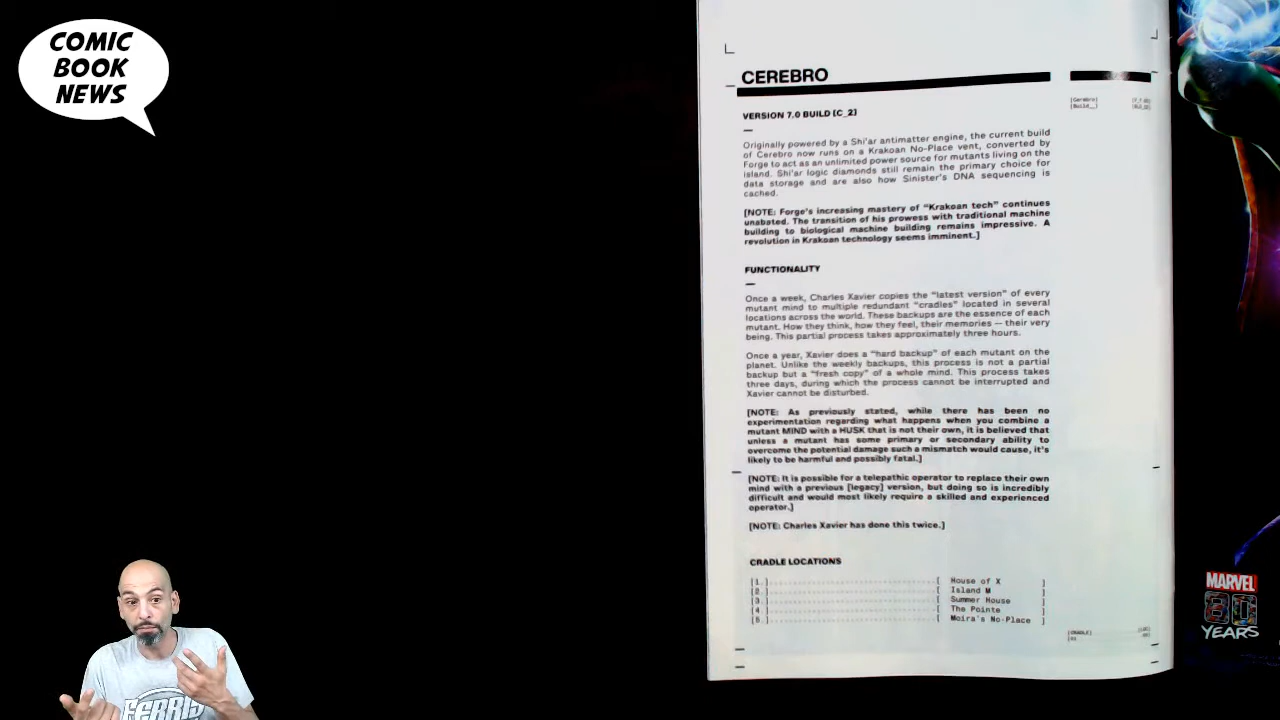 COMIC
BOOK
NEWS
CEREBRO
VERSION 7.0 BUILD [C_2]
Originally powered by a Shi'ar antimatter engine, the current build
of Cerebro now runs on a Krakoan No-Place vent, converted by
Forge to act as an unlimited power source for mutants living on the
island. Shi'ar logic diamonds still remain the primary choice for
data storage and are also how Sinister's DNA sequencing is
cached.
[NOTE: Forge's increasing mastery of "Krakoan tech" continues
unabated. The transition of his prowess with traditional machine
building to biological machine building remains impressive. A
revolution in Krakoan technology seems imminent.]
FUNCTIONALITY
Once a week, Charles Xavier copies the "latest version" of every
mutant mind to multiple redundant "cradles" located in several
locations across the world. These backups are the essence of each
mutant. How they think, how they feel, their memories — their very
being. This partial process takes approximately three hours.
Once a year, Xavier does a "hard backup" of each mutant on the
planet. Unlike the weekly backups, this process is not a partial
backup but a "fresh copy" of a whole mind. This process takes
three days, during which the process cannot be interrupted and
Xavier cannot be disturbed.
[NOTE: As previously stated, while there has been no
experimentation regarding what happens when you combine a
mutant MIND with a HUSK that is not their own, it is believed that
unless a mutant has some primary or secondary ability to
overcome the potential damage such a mismatch would cause, it's
likely to be harmful and possibly fatal.]
[NOTE: It is possible for a telepathic operator to replace their own
mind with a previous [legacy] version, but doing so is incredibly
difficult and would most likely require a skilled and experienced
operator.]
[NOTE: Charles Xavier has done this twice.]
CRADLE LOCATIONS
[1.]........................................[ House of X ]
[2.]........................................[ Island M ]
[3.]........................................[ Summer House ]
[4.]........................................[ The Pointe ]
[5.]........................................[ Moira's No-Place ]
[Cerebro]
[Build_]
[CRADLE]
MARVEL
80
YEARS
FERRIS